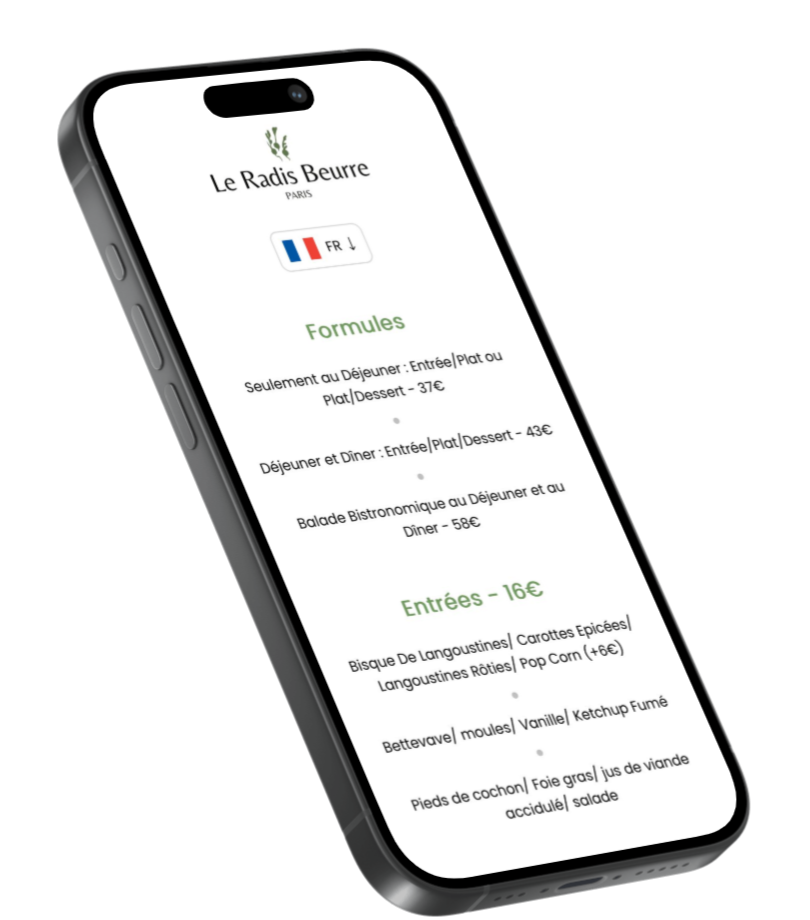 Le Radis Beurre
PARIS
FR ↓
Formules
Seulement au Déjeuner : Entrée/Plat ou
Plat/Dessert - 37€
Déjeuner et Dîner : Entrée/Plat/Dessert - 43€
Balade Bistronomique au Déjeuner et au
Dîner - 58€
Entrées - 16€
Bisque De Langoustines/ Carottes Epicées/
Langoustines Rôties/ Pop Corn (+6€)
Bettevave/ moules/ Vanille/ Ketchup Fumé
Pieds de cochon/ Foie gras/ jus de viande
accidulé/ salade